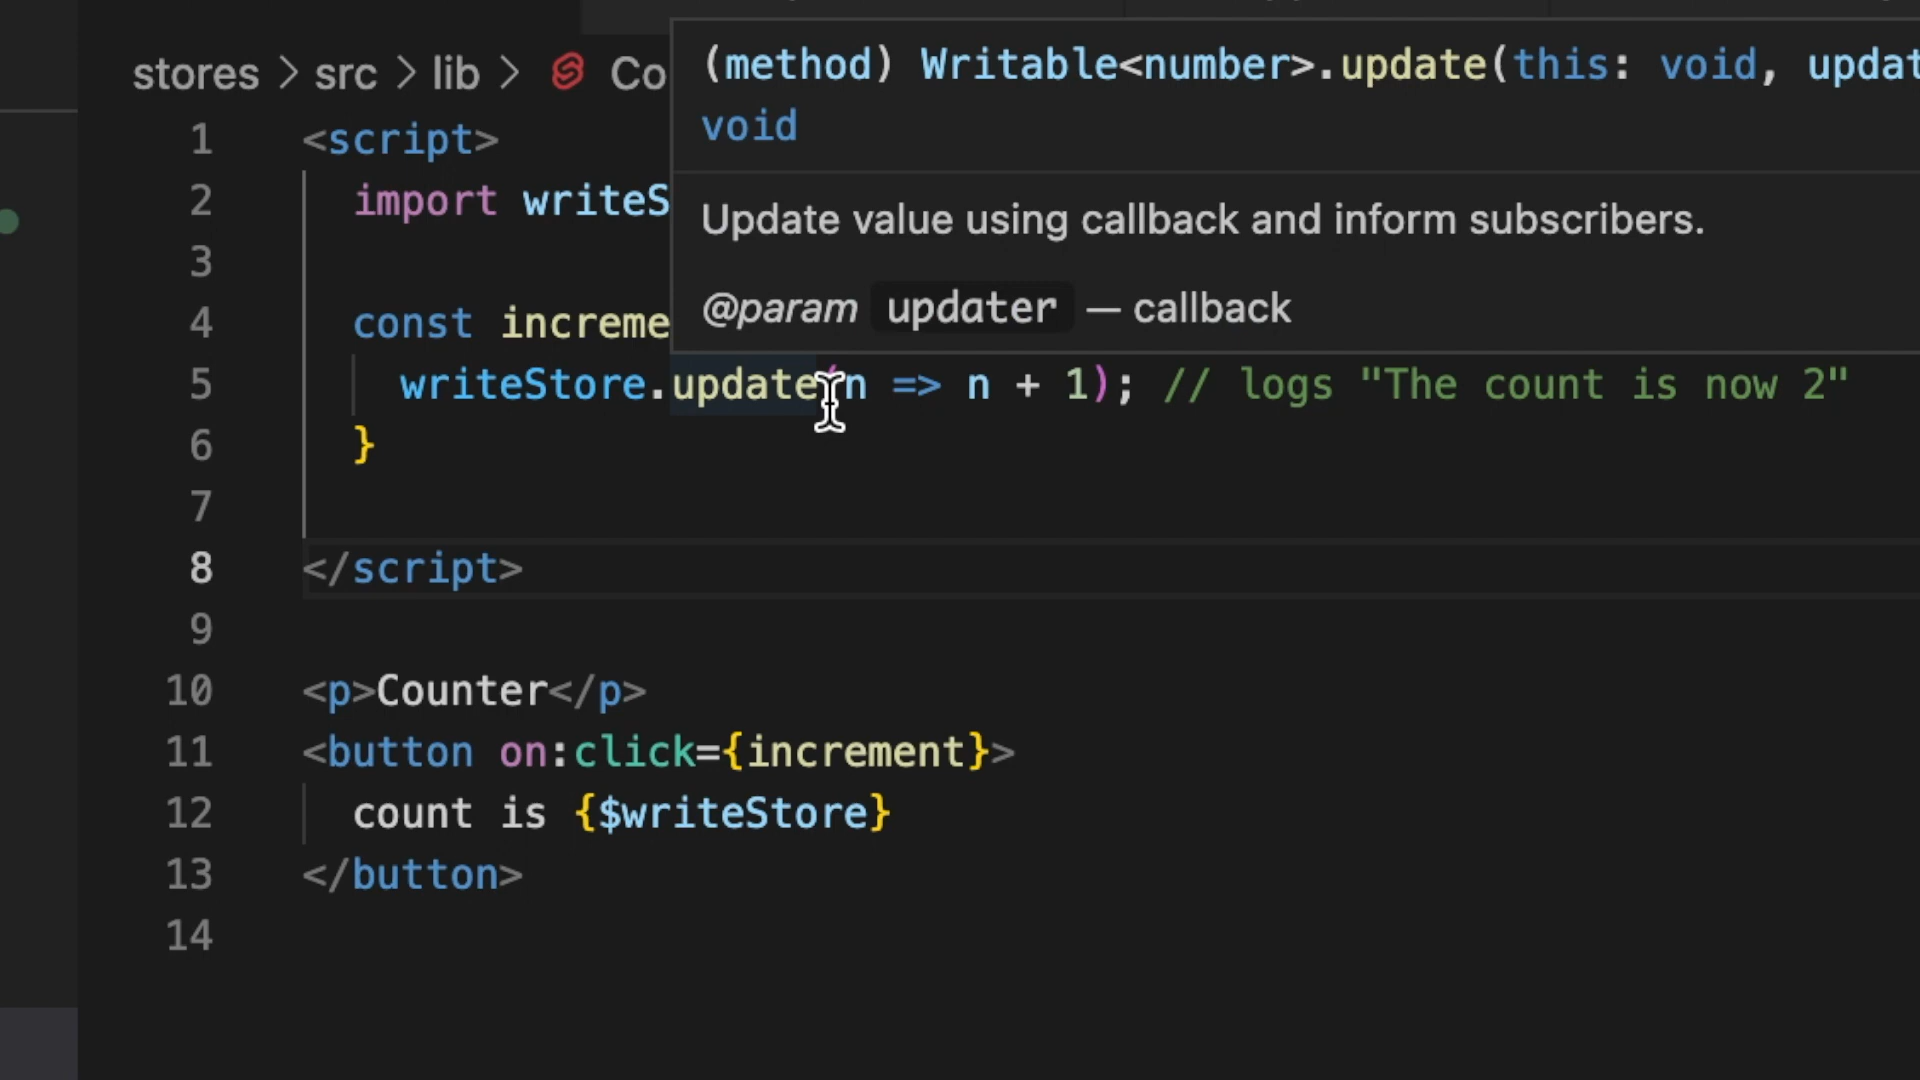 stores > src > lib > Co
(method) Writable<number>.update(this: void, updat
void
Update value using callback and inform subscribers.
@param updater — callback
1 <script>
2 import writeS
3
4 const increme
5 writeStore.update(n => n + 1); // logs "The count is now 2"
6 }
7
8 </script>
9
10 <p>Counter</p>
11 <button on:click={increment}>
12 count is {$writeStore}
13 </button>
14